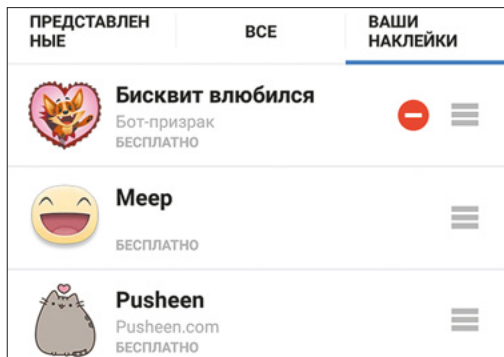 ПРЕДСТАВЛЕН
НЫЕ
ВСЕ
ВАШИ
НАКЛЕЙКИ
Бисквит влюбился
Бот-призрак
БЕСПЛАТНО
Meep
БЕСПЛАТНО
Pusheen
Pusheen.com
БЕСПЛАТНО